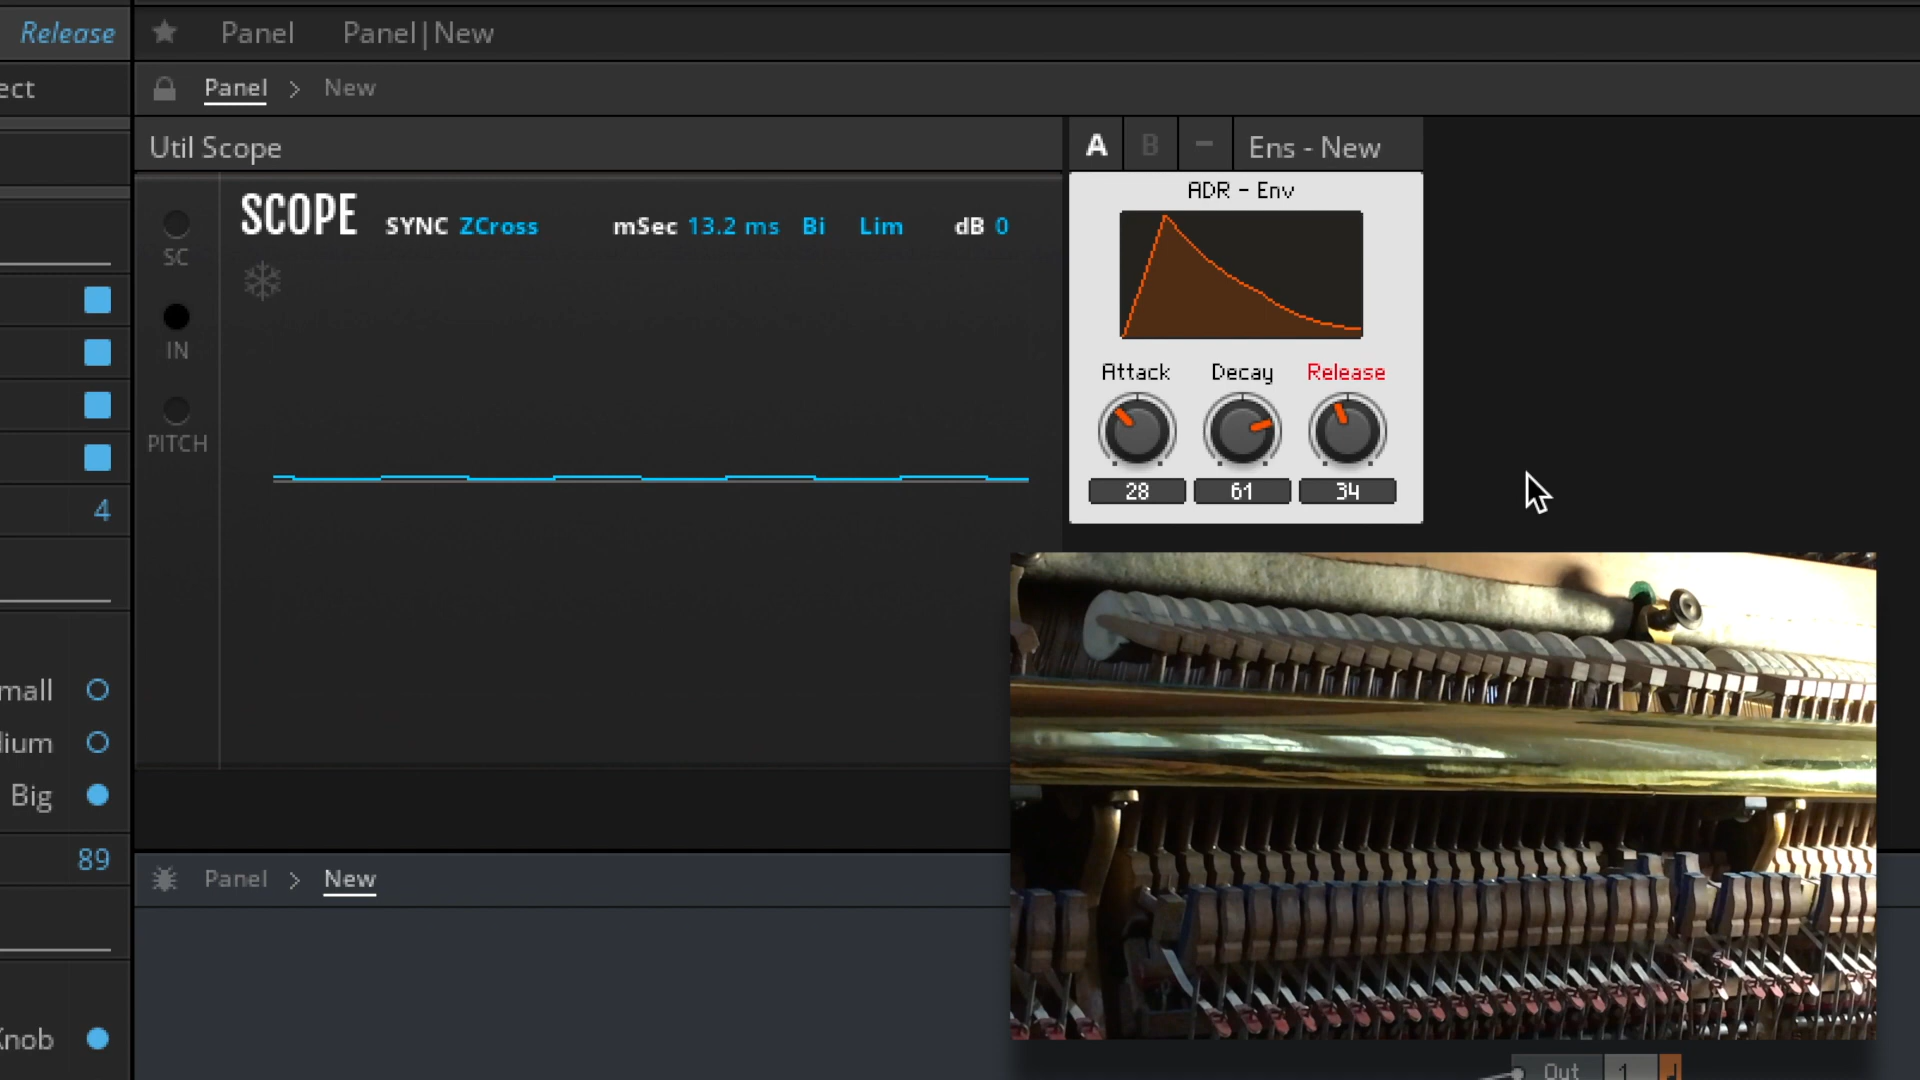 Release
Panel
Panel|New
ect
Panel > New
Util Scope
A B - Ens - New
SCOPE SYNC ZCross mSec 13.2 ms Bi Lim dB 0
SC
IN
PITCH
ADR - Env
Attack Decay Release
28 61 34
4
mall
lium
Big
89
Panel > New
Knob
Out 1